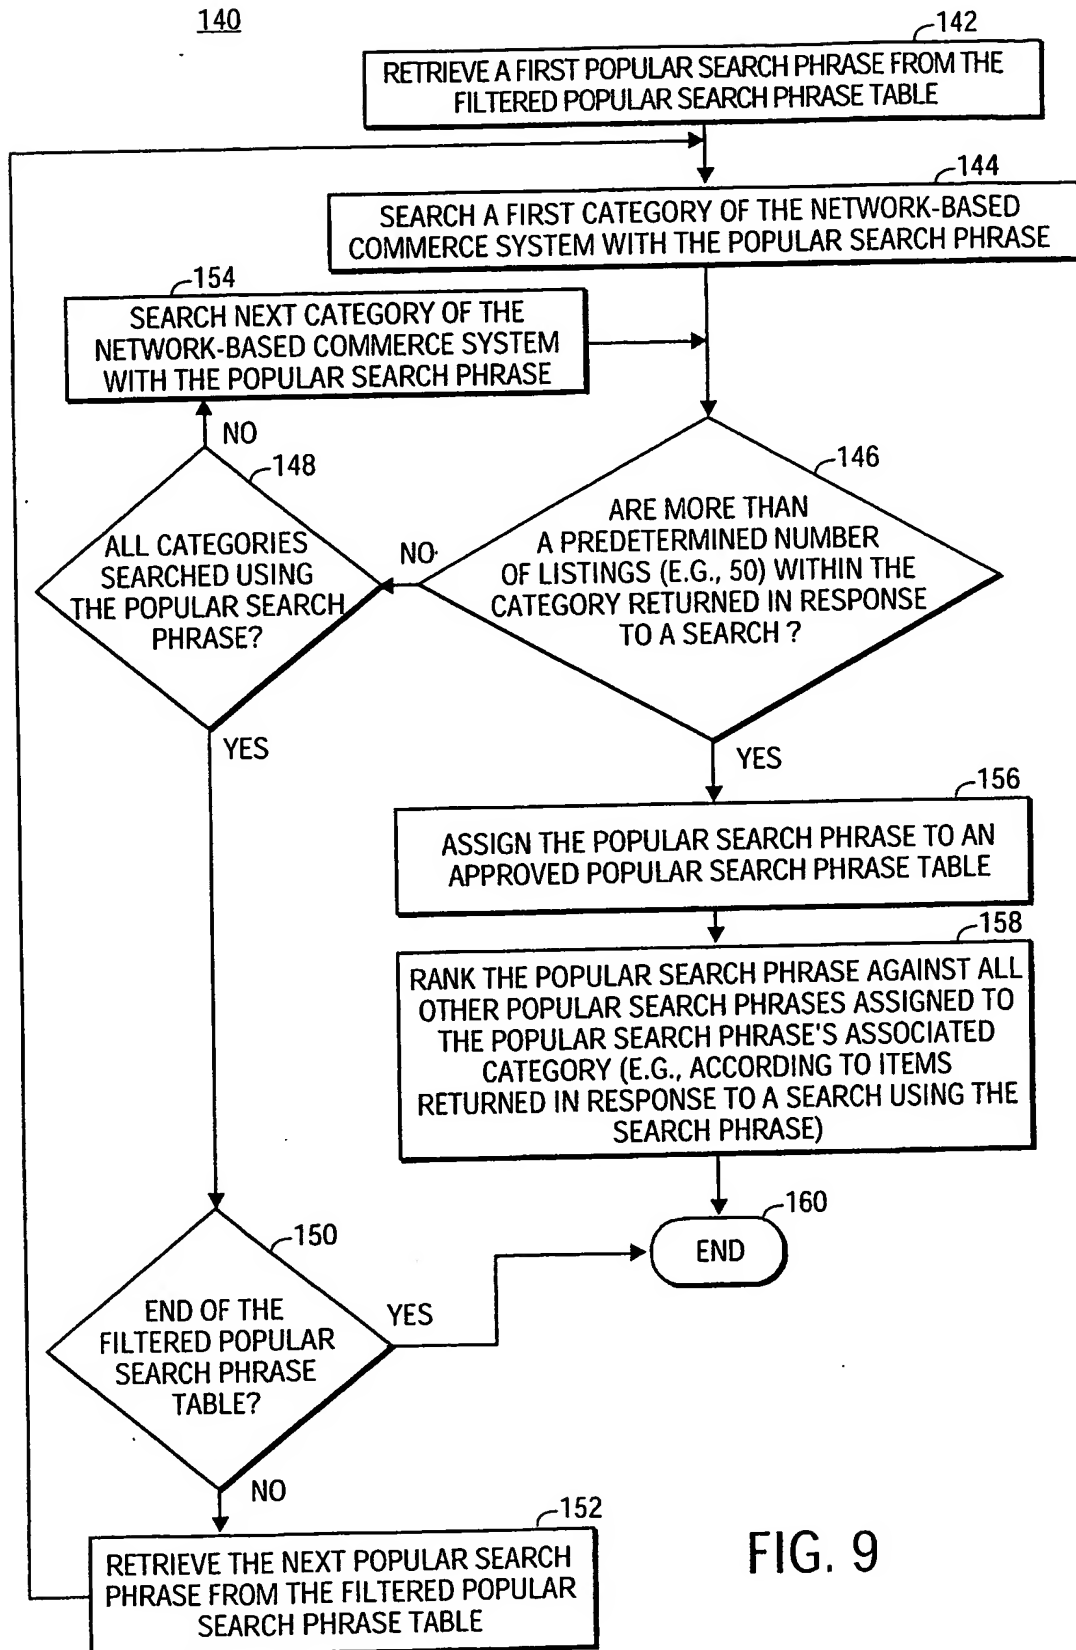 140
142
RETRIEVE A FIRST POPULAR SEARCH PHRASE FROM THE
FILTERED POPULAR SEARCH PHRASE TABLE
144
SEARCH A FIRST CATEGORY OF THE NETWORK-BASED
COMMERCE SYSTEM WITH THE POPULAR SEARCH PHRASE
154
SEARCH NEXT CATEGORY OF THE
NETWORK-BASED COMMERCE SYSTEM
WITH THE POPULAR SEARCH PHRASE
NO
148
ALL CATEGORIES
SEARCHED USING
THE POPULAR SEARCH
PHRASE?
NO
YES
146
ARE MORE THAN
A PREDETERMINED NUMBER
OF LISTINGS (E.G., 50) WITHIN THE
CATEGORY RETURNED IN RESPONSE
TO A SEARCH ?
YES
156
ASSIGN THE POPULAR SEARCH PHRASE TO AN
APPROVED POPULAR SEARCH PHRASE TABLE
158
RANK THE POPULAR SEARCH PHRASE AGAINST ALL
OTHER POPULAR SEARCH PHRASES ASSIGNED TO
THE POPULAR SEARCH PHRASE'S ASSOCIATED
CATEGORY (E.G., ACCORDING TO ITEMS
RETURNED IN RESPONSE TO A SEARCH USING THE
SEARCH PHRASE)
160
END
150
END OF THE
FILTERED POPULAR
SEARCH PHRASE
TABLE?
YES
NO
152
RETRIEVE THE NEXT POPULAR SEARCH
PHRASE FROM THE FILTERED POPULAR
SEARCH PHRASE TABLE
FIG. 9